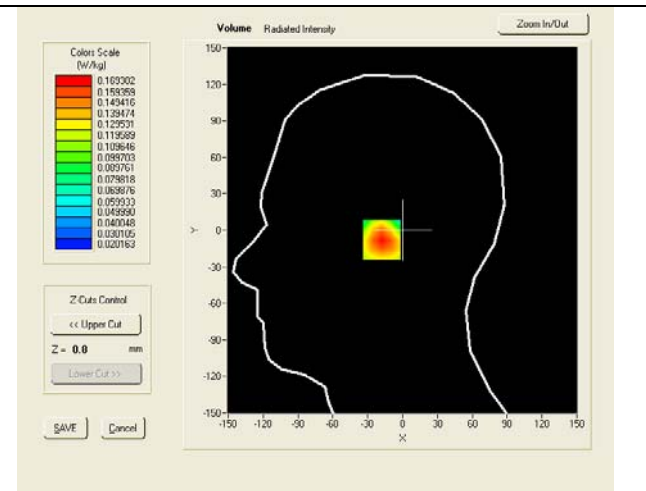 Volume Radiated Intensity
Zoom In/Out
Colors Scale
(W/kg)
0.169302
0.159359
0.149416
0.139474
0.129531
0.119589
0.109646
0.099703
0.089761
0.079818
0.069876
0.059933
0.049990
0.040048
0.030105
0.020163
Z-Cuts Control
<< Upper Cut
Z = 0.0 mm
Lower Cut >>
SAVE Cancel
150
120
90
60
30
0
-30
-60
-90
-120
-150
Y
-150 -120 -90 -60 -30 0 30 60 90 120 150
X